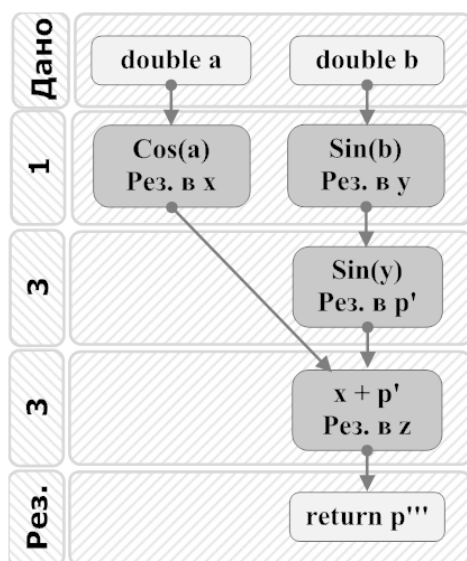 Дано
double a
double b
1
Cos(a)
Рез. в x
Sin(b)
Рез. в y
3
Sin(y)
Рез. в p'
3
x + p'
Рез. в z
Рез.
return p'''